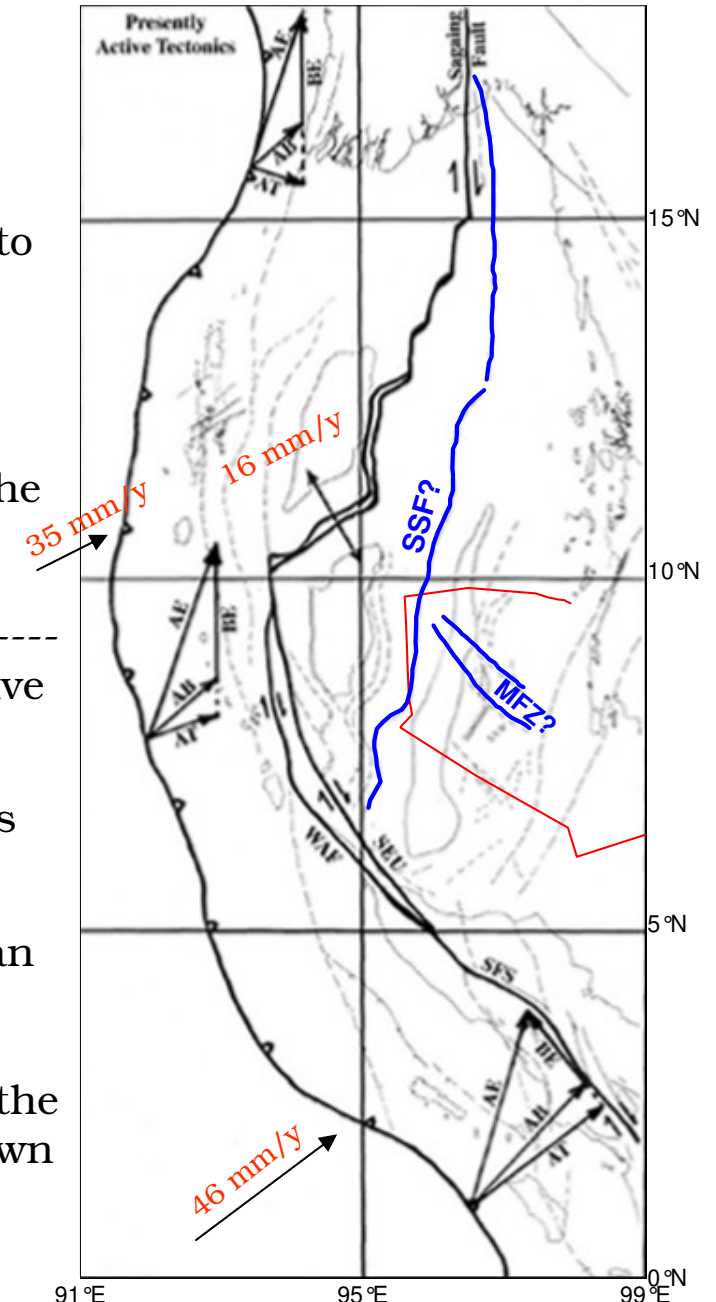 Presently
Active Tectonics
AE
BE
AB
AT
Sagaing
Fault
15°N
to
16 mm/y
he
35 mm/y
SSF?
10°N
-----
AE
BE
AB
AT
ve
MFZ?
s
WAF
SEU
5°N
an
SFS
BE
AE
AB
AT
the
wn
46 mm/y
0°N
91°E
95°E
99°E